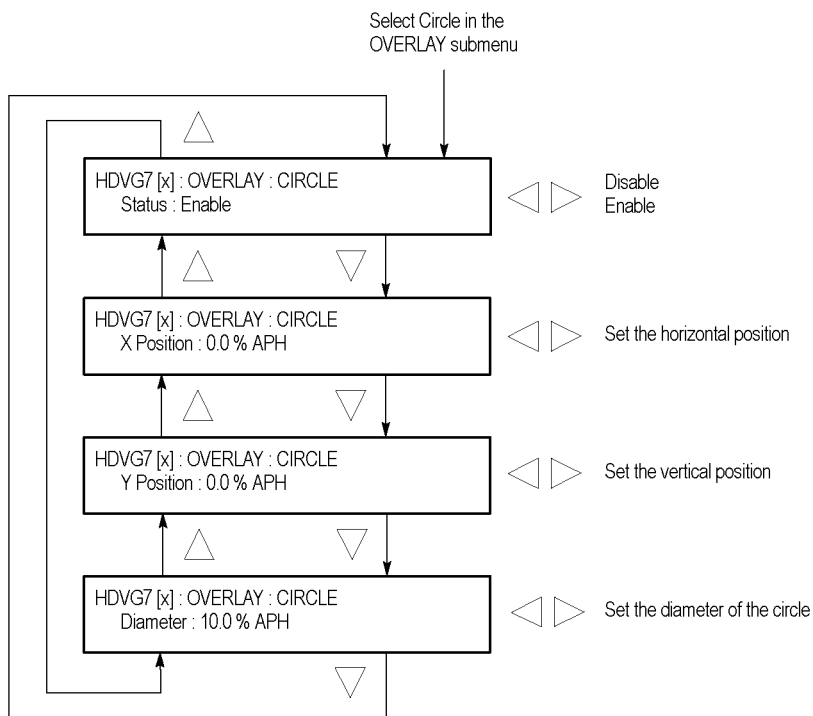 Select Circle in the
OVERLAY submenu
HDVG7 [x] : OVERLAY : CIRCLE
Status : Enable
Disable
Enable
HDVG7 [x] : OVERLAY : CIRCLE
X Position : 0.0 % APH
Set the horizontal position
HDVG7 [x] : OVERLAY : CIRCLE
Y Position : 0.0 % APH
Set the vertical position
HDVG7 [x] : OVERLAY : CIRCLE
Diameter : 10.0 % APH
Set the diameter of the circle